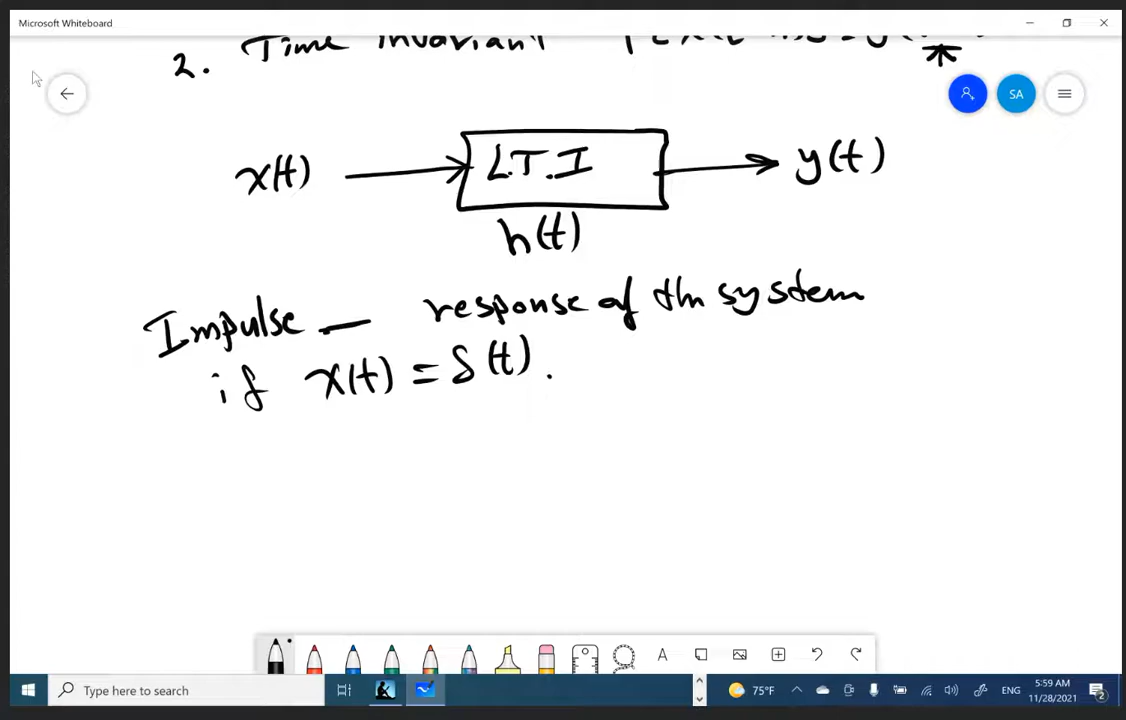 Microsoft Whiteboard
2. Time invariant
SA
x(t) L.T.I y(t)
h(t)
Impulse — response of the system
if x(t) = δ(t).
A
Type here to search
75°F
ENG
5:59 AM
11/28/2021
2